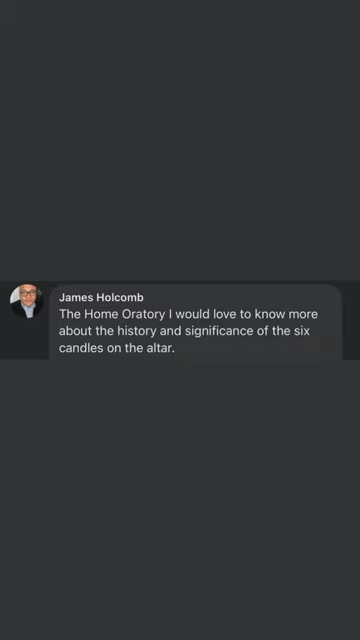 James Holcomb
The Home Oratory I would love to know more
about the history and significance of the six
candles on the altar.